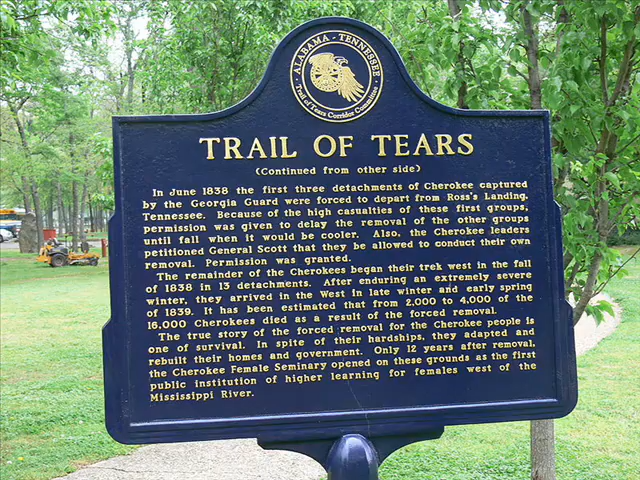 ALABAMA - TENNESSEE
Trail of Tears Corridor Committee
TRAIL OF TEARS
(Continued from other side)
In June 1838 the first three detachments of Cherokee captured
by the Georgia Guard were forced to depart from Ross's Landing,
Tennessee. Because of the high casualties of these first groups,
permission was given to delay the removal of the other groups
until fall when it would be cooler. Also, the Cherokee leaders
petitioned General Scott that they be allowed to conduct their own
removal. Permission was granted.
The remainder of the Cherokees began their trek west in the fall
of 1838 in 13 detachments. After enduring an extremely severe
winter, they arrived in the West in late winter and early spring
of 1839. It has been estimated that from 2,000 to 4,000 of the
16,000 Cherokees died as a result of the forced removal.
The true story of the forced removal for the Cherokee people is
one of survival. In spite of their hardships, they adapted and
rebuilt their homes and government. Only 12 years after removal,
the Cherokee Female Seminary opened on these grounds as the first
public institution of higher learning for females west of the
Mississippi River.